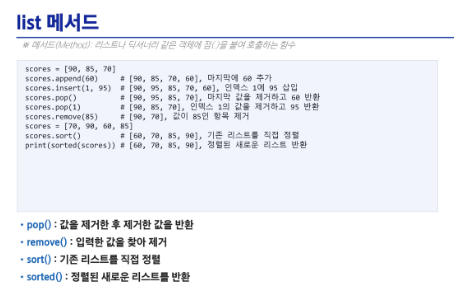 list 메서드
※ 메서드(Method): 리스트나 딕셔너리 같은 객체에 점(.)을 붙여 호출하는 함수
scores = [90, 85, 70]
scores.append(60) # [90, 85, 70, 60], 마지막에 60 추가
scores.insert(1, 95) # [90, 95, 85, 70, 60], 인덱스 1에 95 삽입
scores.pop() # [90, 95, 85, 70], 마지막 값을 제거하고 60 반환
scores.pop(1) # [90, 85, 70], 인덱스 1의 값을 제거하고 95 반환
scores.remove(85) # [90, 70], 값이 85인 항목 제거
scores = [70, 90, 60, 85]
scores.sort() # [60, 70, 85, 90], 기존 리스트를 직접 정렬
print(sorted(scores)) # [60, 70, 85, 90], 정렬된 새로운 리스트 반환
• pop() : 값을 제거한 후 제거한 값을 반환
• remove() : 입력한 값을 찾아 제거
• sort() : 기존 리스트를 직접 정렬
• sorted() : 정렬된 새로운 리스트를 반환